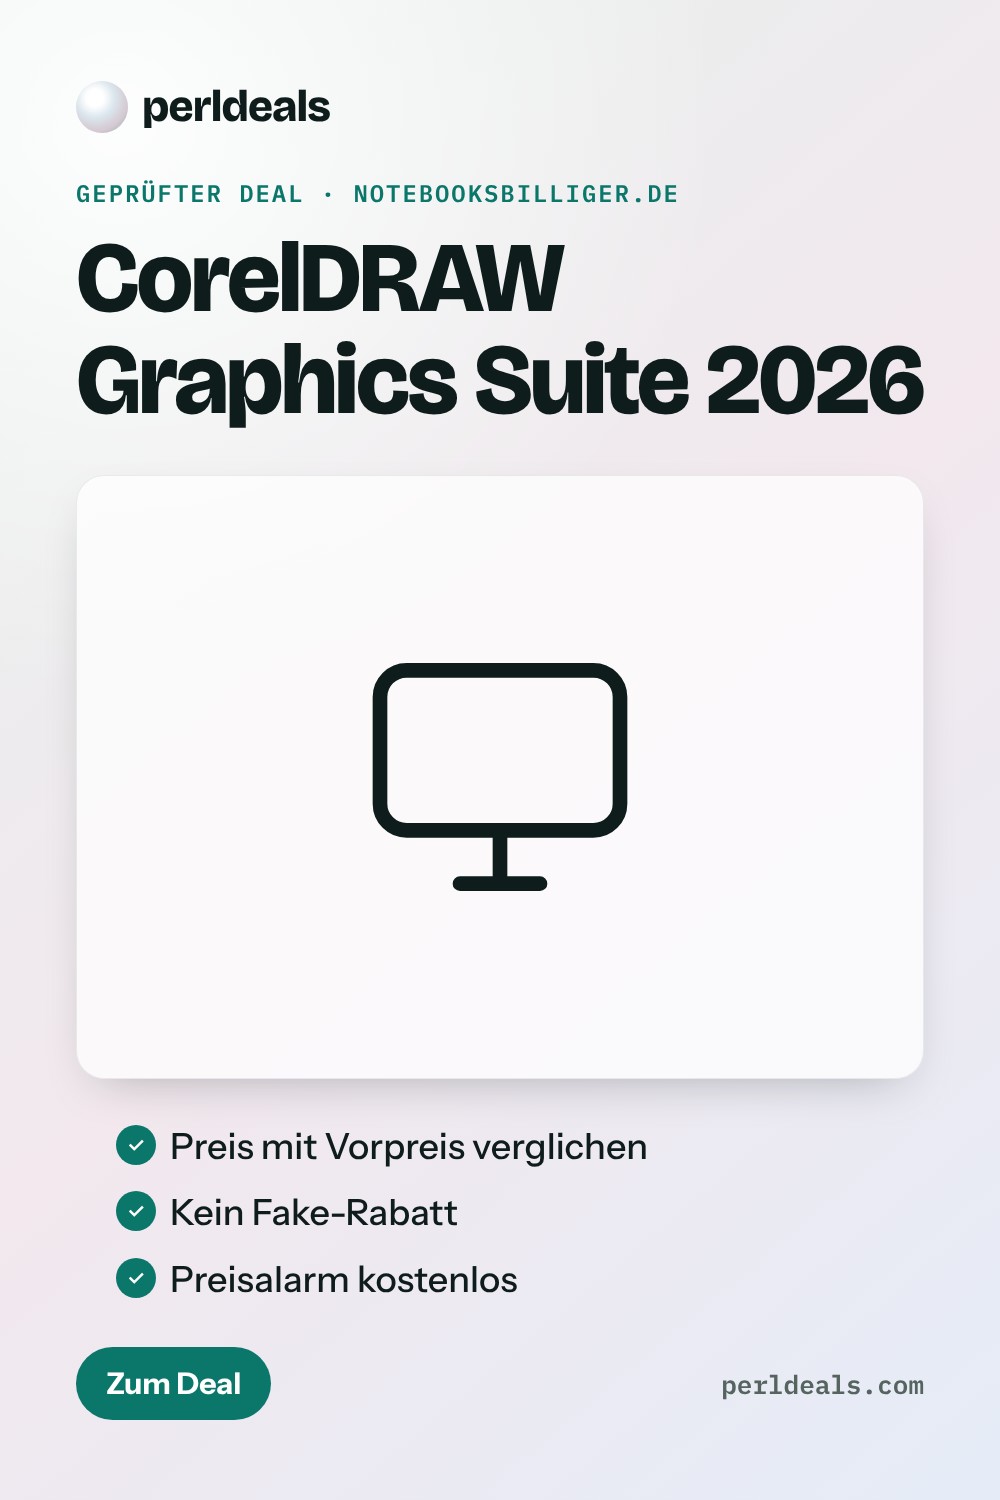 perldeals
GEPRÜFTER DEAL · NOTEBOOKSBILLIGER.DE
CorelDRAW
Graphics Suite 2026
Preis mit Vorpreis verglichen
Kein Fake-Rabatt
Preisalarm kostenlos
Zum Deal
perldeals.com